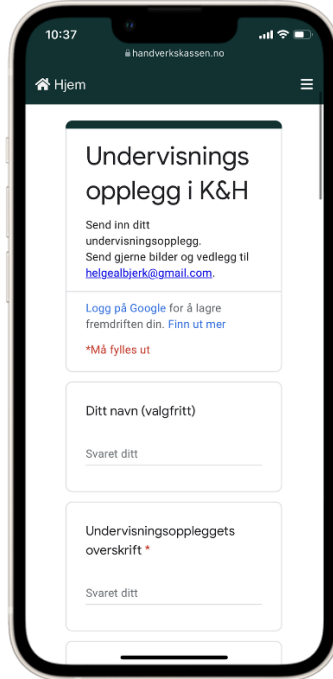 10:37
handverkskassen.no
Hjem
Undervisnings
opplegg i K&H
Send inn ditt
undervisningsopplegg.
Send gjerne bilder og vedlegg til
helgealbjerk@gmail.com.
Logg på Google for å lagre
fremdriften din. Finn ut mer
*Må fylles ut
Ditt navn (valgfritt)
Svaret ditt
Undervisningsoppleggets
overskrift *
Svaret ditt